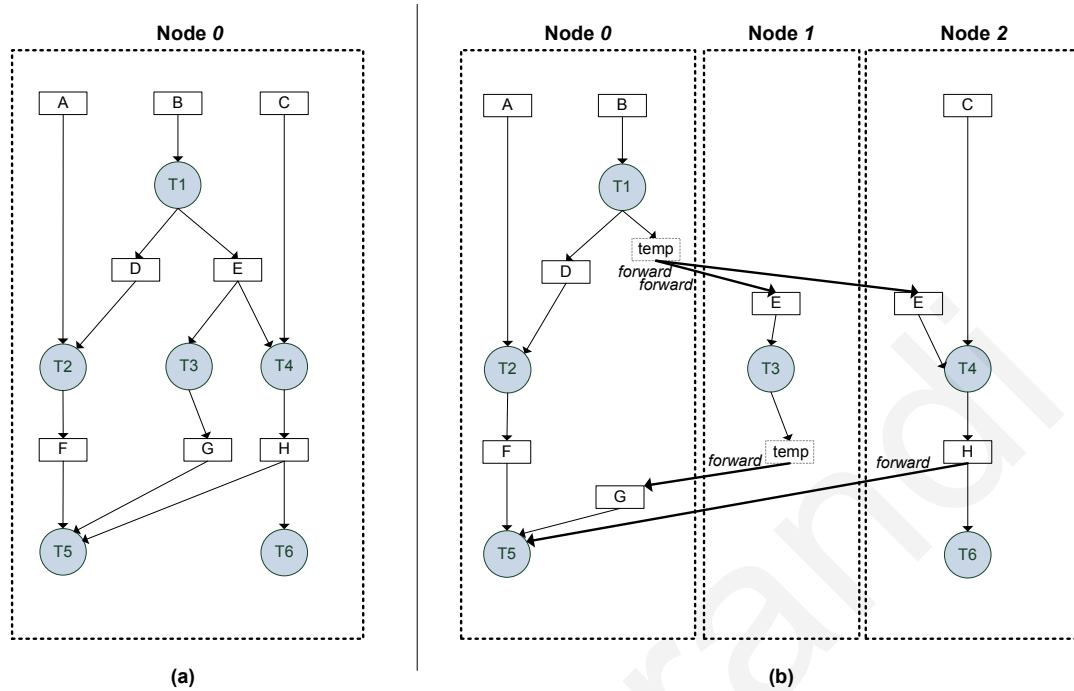 Node 0
Node 0 Node 1 Node 2
A B C
A B C
T1
T1
temp
D E
D
forward
forward
E E
T2 T3 T4
T2 T3 T4
F G H
F temp H
forward forward
G
T5 T6
T5 T6
(a) (b)